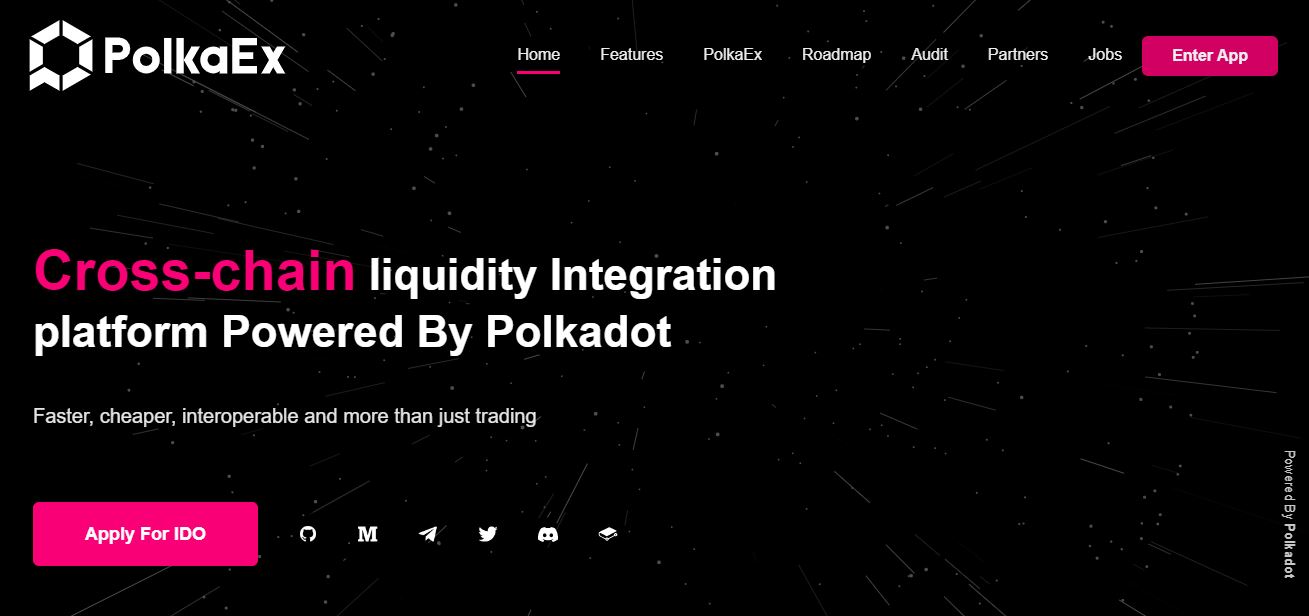 PolkaEx
Home Features PolkaEx Roadmap Audit Partners Jobs Enter App
Cross-chain liquidity Integration
platform Powered By Polkadot
Faster, cheaper, interoperable and more than just trading
Apply For IDO
Powered By Polkadot